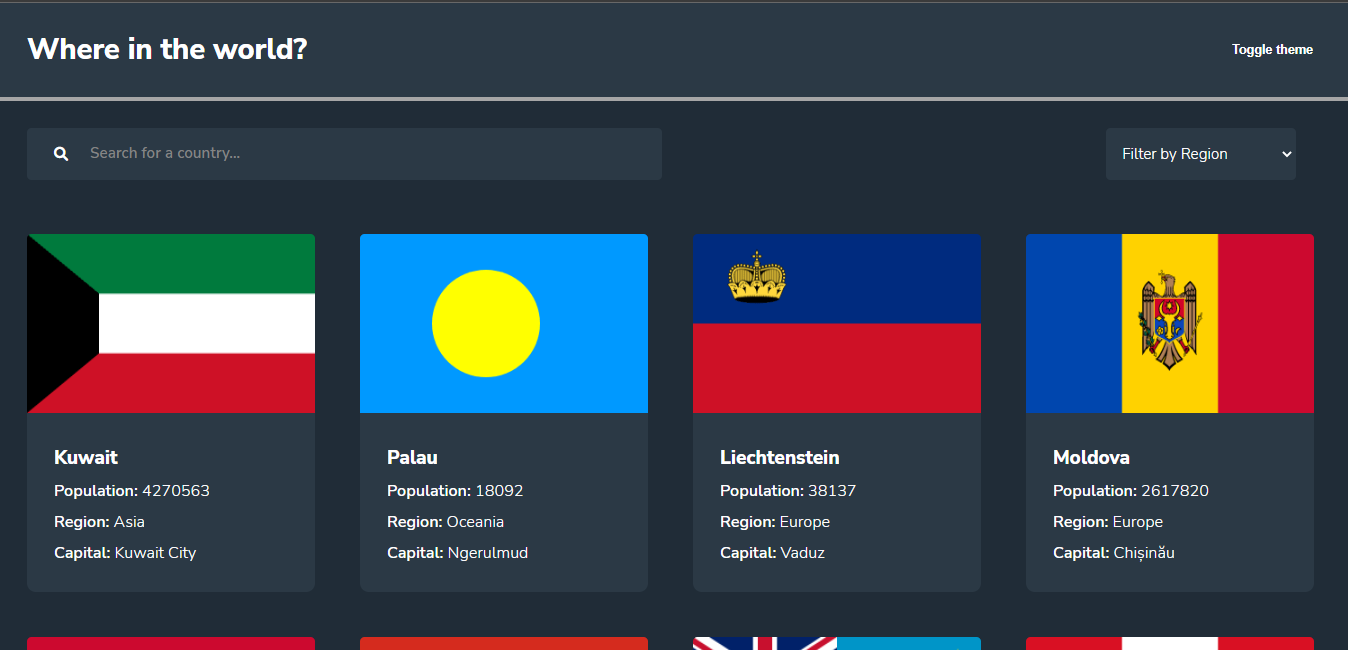 Where in the world?
Toggle theme
Search for a country...
Filter by Region
Kuwait
Population: 4270563
Region: Asia
Capital: Kuwait City
Palau
Population: 18092
Region: Oceania
Capital: Ngerulmud
Liechtenstein
Population: 38137
Region: Europe
Capital: Vaduz
Moldova
Population: 2617820
Region: Europe
Capital: Chișinău